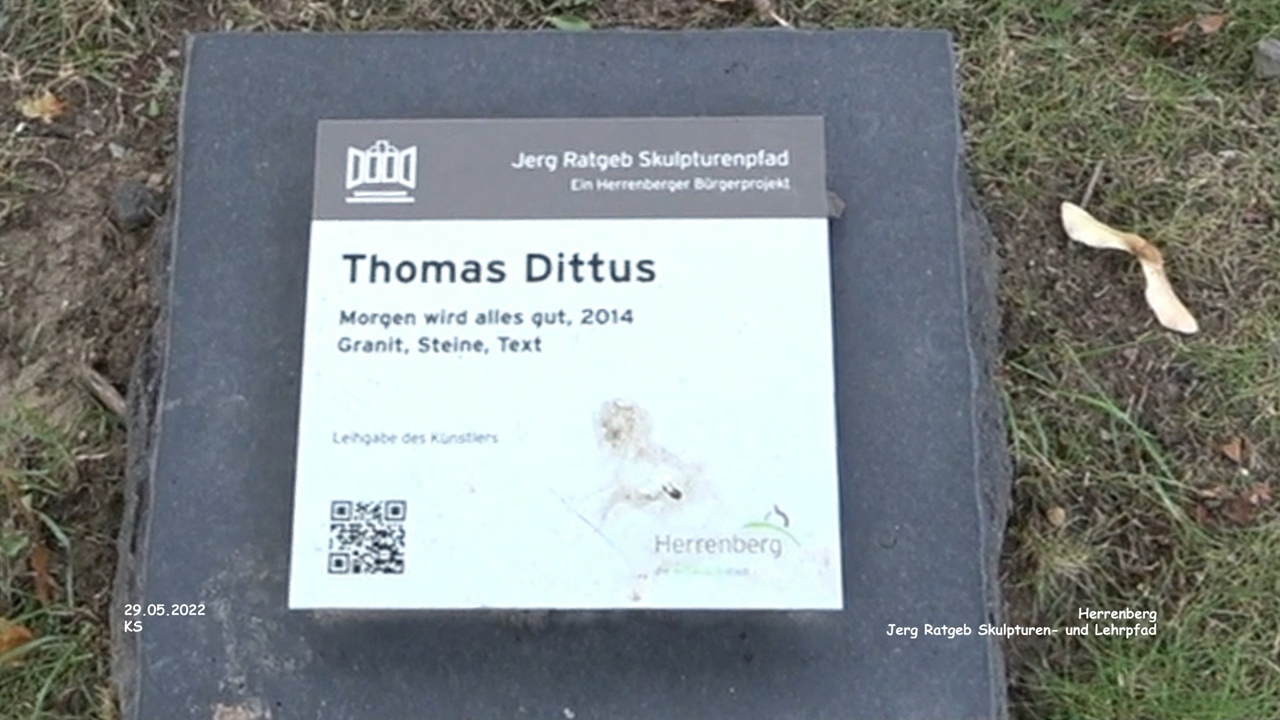 Jerg Ratgeb Skulpturenpfad
Ein Herrenberger Bürgerprojekt
Thomas Dittus
Morgen wird alles gut, 2014
Granit, Steine, Text
Leihgabe des Künstlers
Herrenberg
29.05.2022
KS
Herrenberg
Jerg Ratgeb Skulpturen- und Lehrpfad